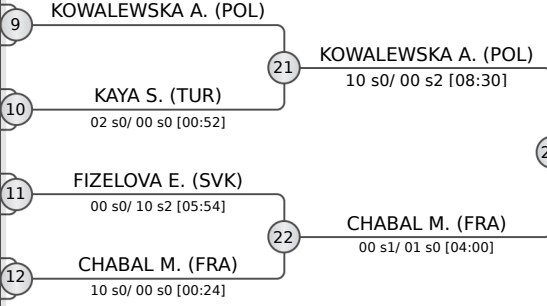 9
KOWALEWSKA A. (POL)
21
KOWALEWSKA A. (POL)
10 s0/ 00 s2 [08:30]
10
KAYA S. (TUR)
02 s0/ 00 s0 [00:52]
11
FIZELOVA E. (SVK)
00 s0/ 10 s2 [05:54]
22
CHABAL M. (FRA)
00 s1/ 01 s0 [04:00]
12
CHABAL M. (FRA)
10 s0/ 00 s0 [00:24]